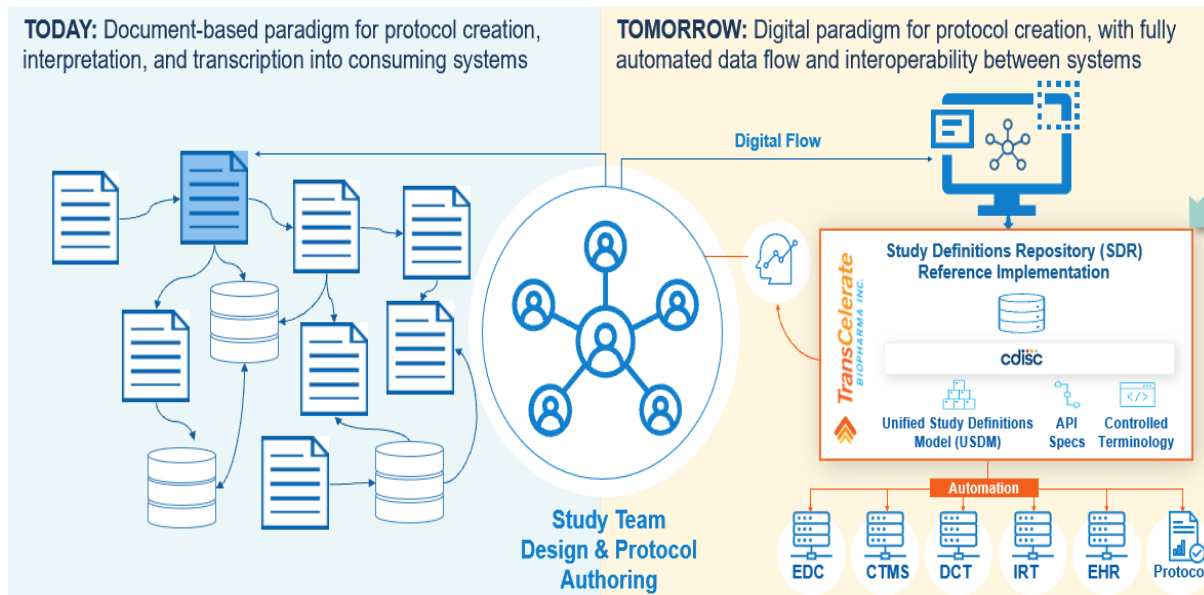 TODAY: Document-based paradigm for protocol creation,
interpretation, and transcription into consuming systems
TOMORROW: Digital paradigm for protocol creation, with fully
automated data flow and interoperability between systems
Digital Flow
Study Team
Design & Protocol
Authoring
TransCelerate
BIOPHARMA INC.
Study Definitions Repository (SDR)
Reference Implementation
cdisc
Unified Study Definitions
Model (USDM)
API
Specs
Controlled
Terminology
Automation
EDC
CTMS
DCT
IRT
EHR
Protoco